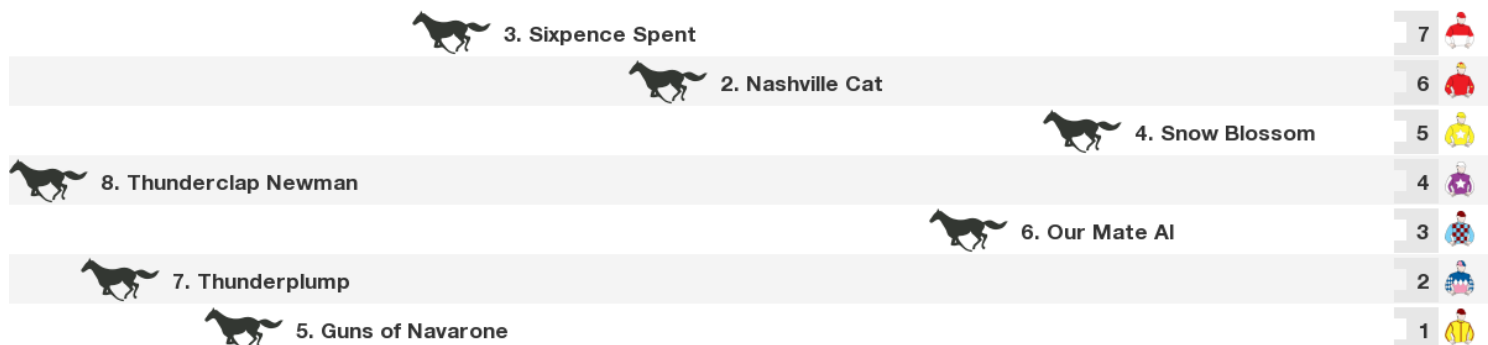 3. Sixpence Spent 7
2. Nashville Cat 6
4. Snow Blossom 5
8. Thunderclap Newman 4
6. Our Mate Al 3
7. Thunderplump 2
5. Guns of Navarone 1